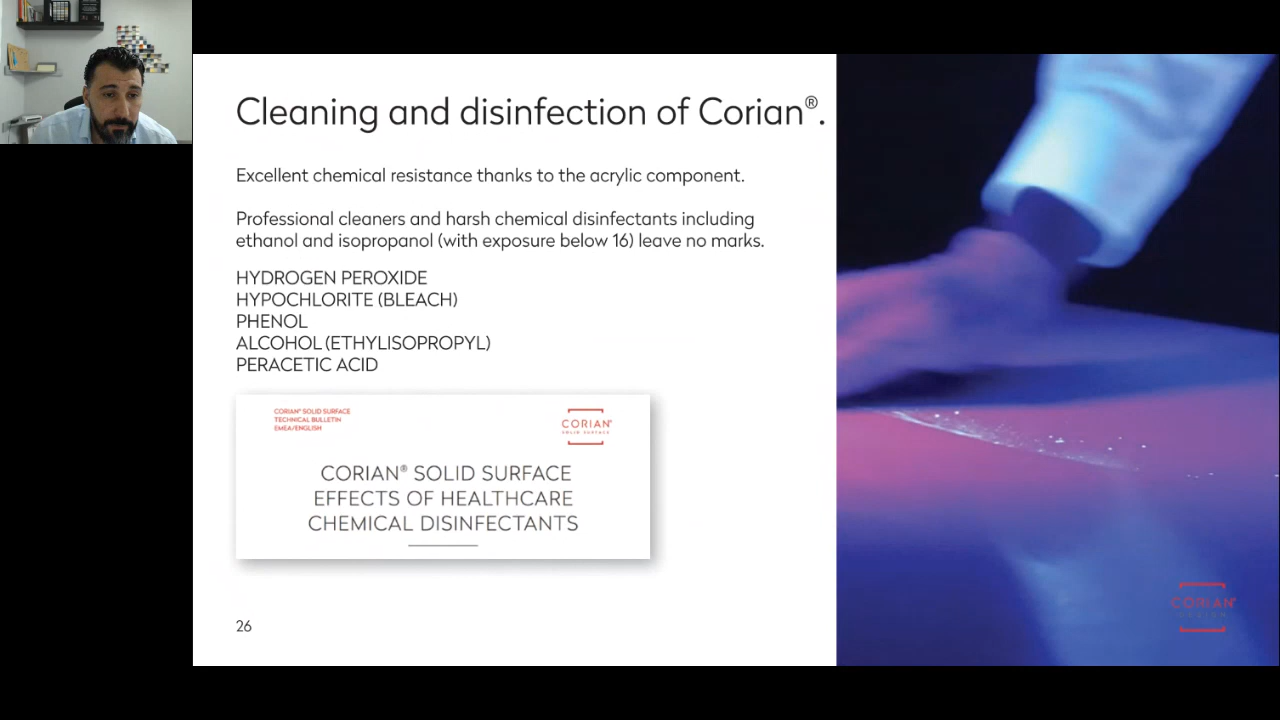 Cleaning and disinfection of Corian®.
Excellent chemical resistance thanks to the acrylic component.
Professional cleaners and harsh chemical disinfectants including
ethanol and isopropanol (with exposure below 16) leave no marks.
HYDROGEN PEROXIDE
HYPOCHLORITE (BLEACH)
PHENOL
ALCOHOL (ETHYLISOPROPYL)
PERACETIC ACID
CORIAN® SOLID SURFACE
TECHNICAL BULLETIN
EMEA/ENGLISH
CORIAN®
SOLID SURFACE
CORIAN® SOLID SURFACE
EFFECTS OF HEALTHCARE
CHEMICAL DISINFECTANTS
26
CORIAN®